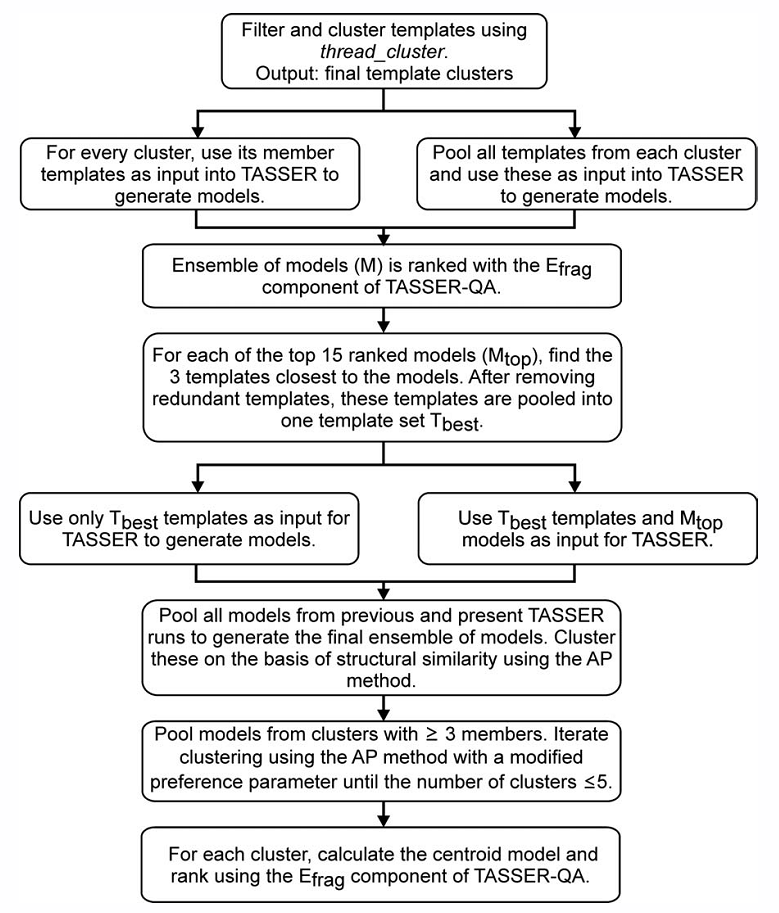 Filter and cluster templates using
thread_cluster.
Output: final template clusters
For every cluster, use its member
templates as input into TASSER to
generate models.
Pool all templates from each cluster
and use these as input into TASSER
to generate models.
Ensemble of models (M) is ranked with the Efrag
component of TASSER-QA.
For each of the top 15 ranked models (Mtop), find the
3 templates closest to the models. After removing
redundant templates, these templates are pooled into
one template set Tbest.
Use only Tbest templates as input for
TASSER to generate models.
Use Tbest templates and Mtop
models as input for TASSER.
Pool all models from previous and present TASSER
runs to generate the final ensemble of models. Cluster
these on the basis of structural similarity using the AP
method.
Pool models from clusters with ≥ 3 members. Iterate
clustering using the AP method with a modified
preference parameter until the number of clusters ≤5.
For each cluster, calculate the centroid model and
rank using the Efrag component of TASSER-QA.